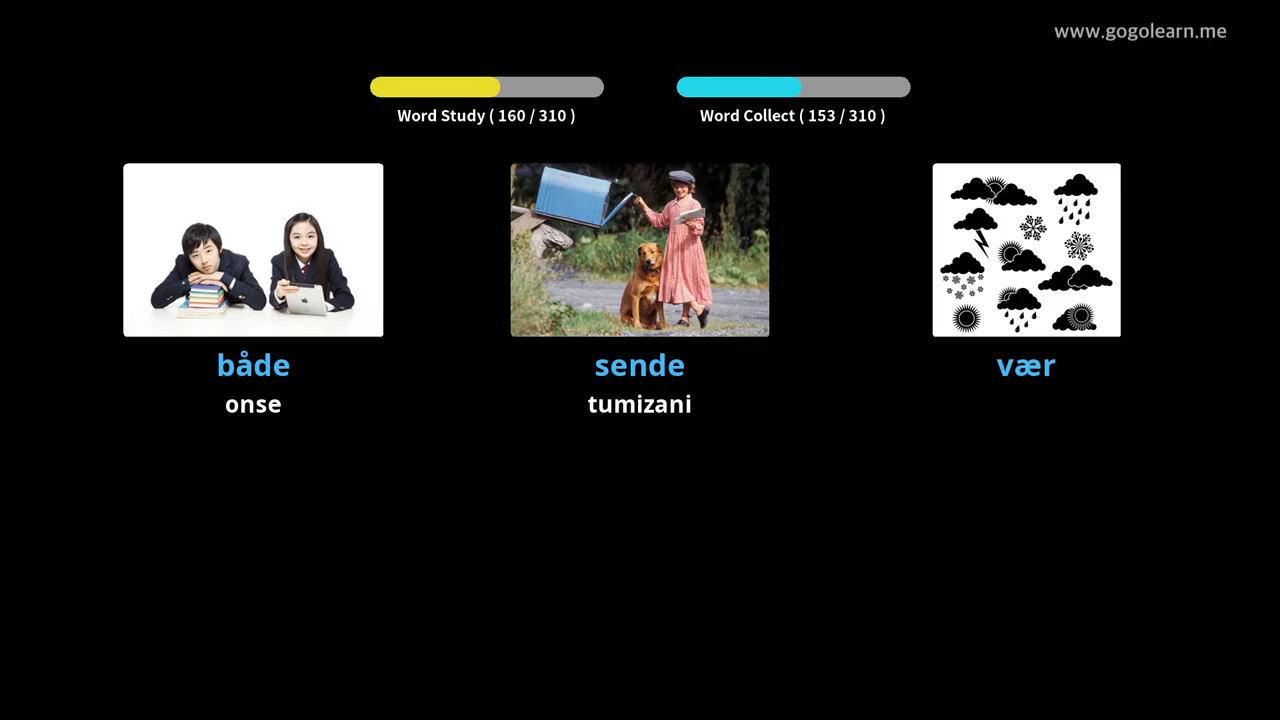 www.gogolearn.me
Word Study ( 160 / 310 )
Word Collect ( 153 / 310 )
både
sende
vær
onse
tumizani